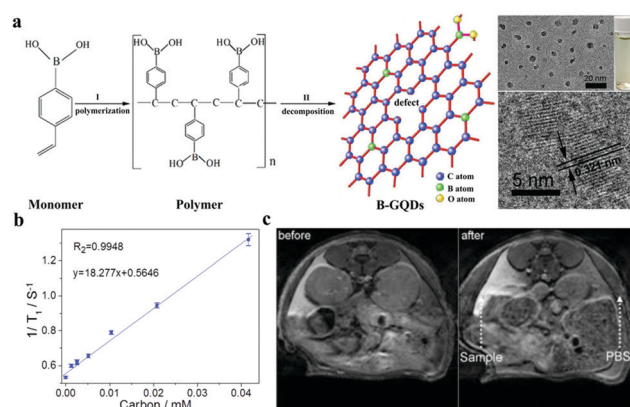 a
HO
OH
B
I
polymerization
Monomer
HO OH
B
HO OH
B
C C C C C C
B
HO OH
n
Polymer
II
decomposition
defect
C atom
B atom
O atom
B-GQDs
20 nm
5 nm
0.321 nm
b
R2=0.9948
y=18.277x+0.5646
1/ T1/ S-1
1.2
1.0
0.8
0.6
0.00 0.01 0.02 0.03 0.04
Carbon / mM
c
before
after
Sample
PBS